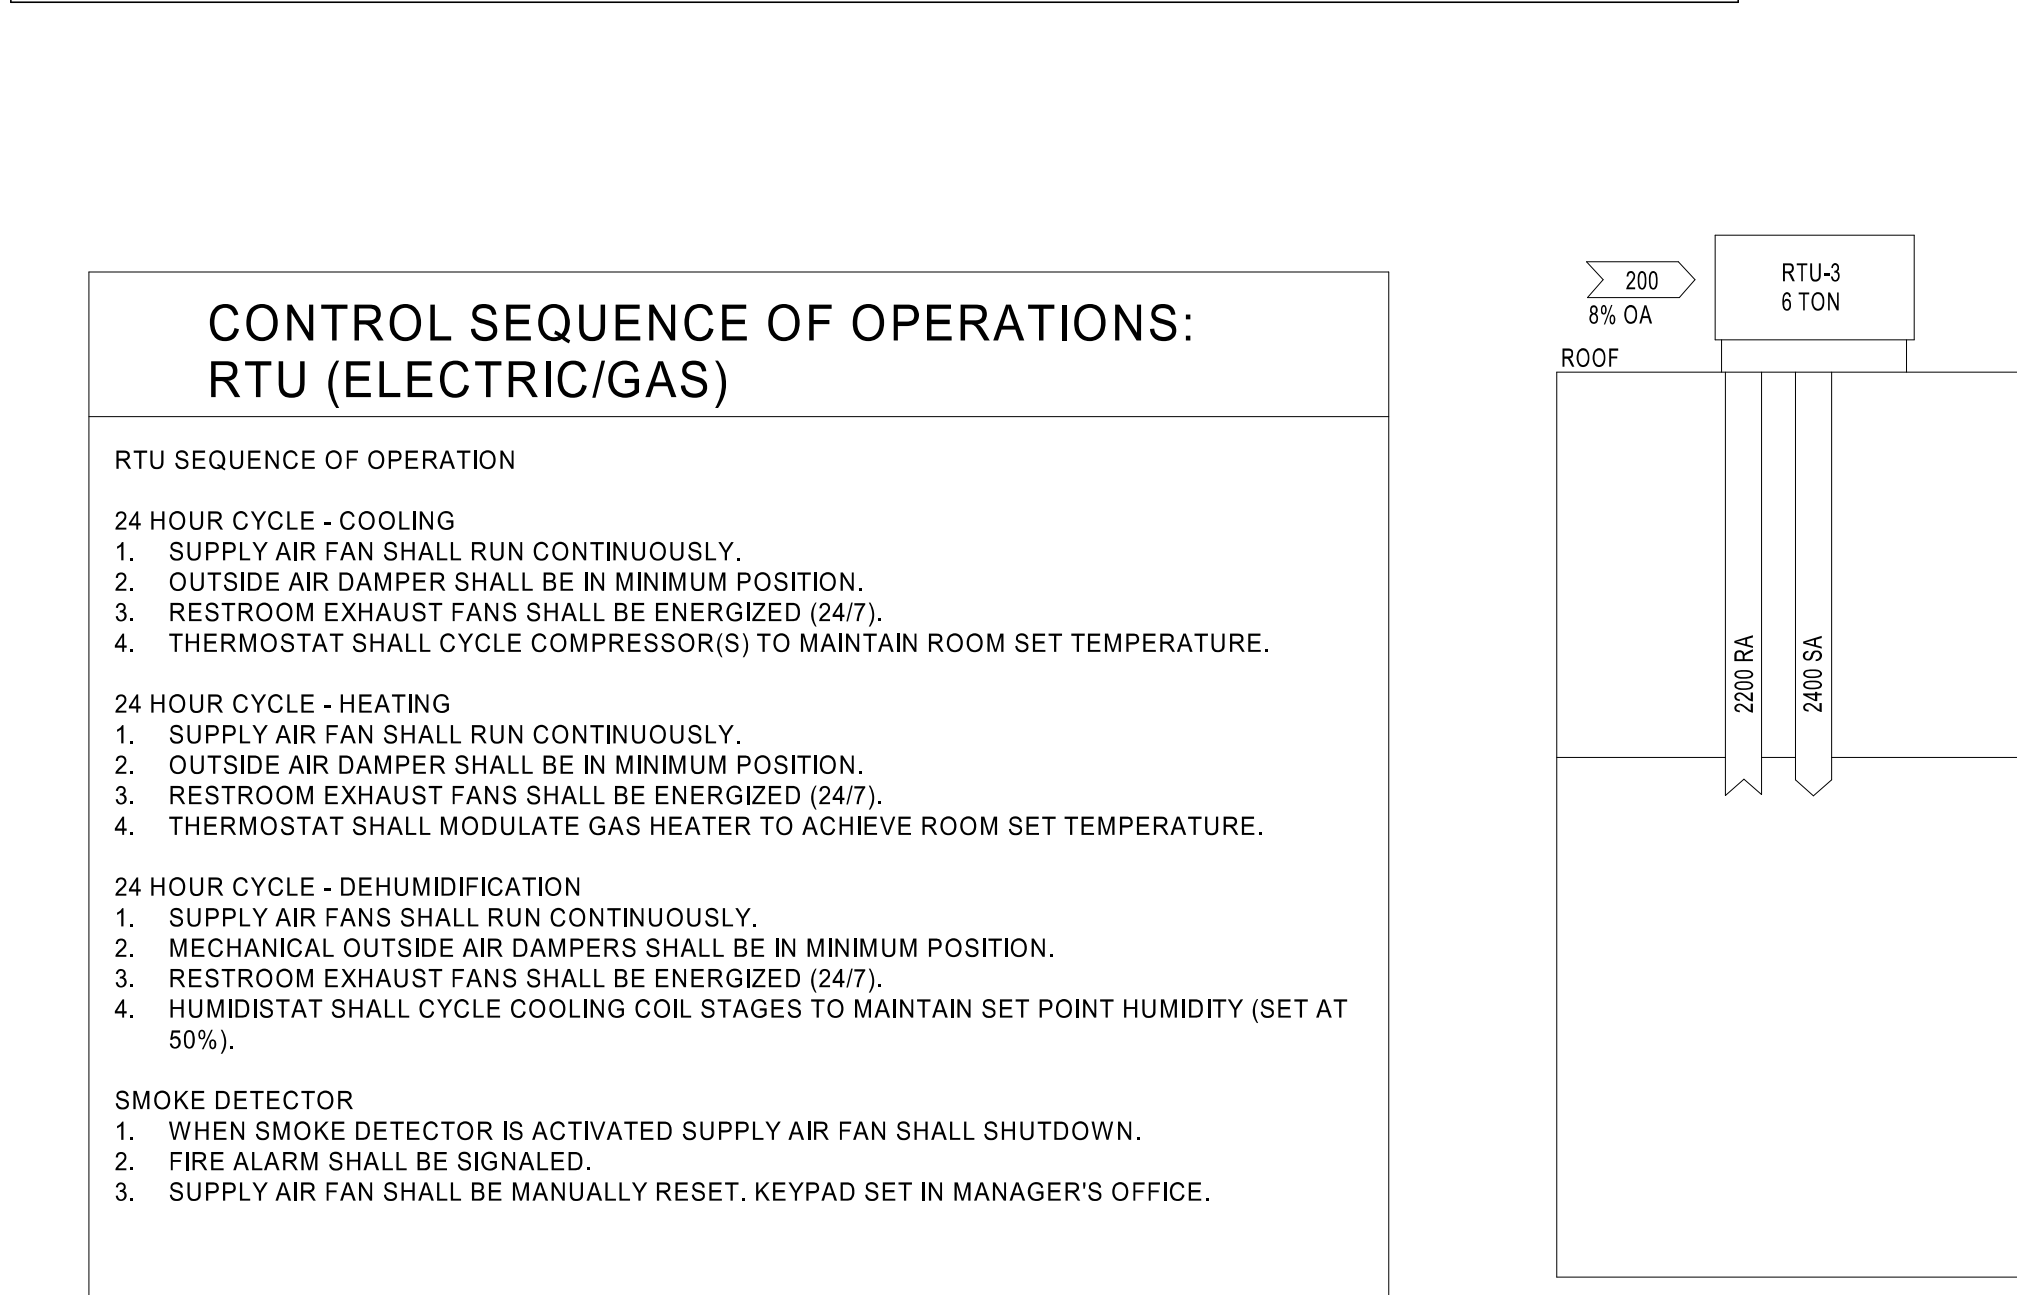 CONTROL SEQUENCE OF OPERATIONS:
RTU (ELECTRIC/GAS)
RTU SEQUENCE OF OPERATION
24 HOUR CYCLE - COOLING
1. SUPPLY AIR FAN SHALL RUN CONTINUOUSLY.
2. OUTSIDE AIR DAMPER SHALL BE IN MINIMUM POSITION.
3. RESTROOM EXHAUST FANS SHALL BE ENERGIZED (24/7).
4. THERMOSTAT SHALL CYCLE COMPRESSOR(S) TO MAINTAIN ROOM SET TEMPERATURE.
24 HOUR CYCLE - HEATING
1. SUPPLY AIR FAN SHALL RUN CONTINUOUSLY.
2. OUTSIDE AIR DAMPER SHALL BE IN MINIMUM POSITION.
3. RESTROOM EXHAUST FANS SHALL BE ENERGIZED (24/7).
4. THERMOSTAT SHALL MODULATE GAS HEATER TO ACHIEVE ROOM SET TEMPERATURE.
24 HOUR CYCLE - DEHUMIDIFICATION
1. SUPPLY AIR FANS SHALL RUN CONTINUOUSLY.
2. MECHANICAL OUTSIDE AIR DAMPERS SHALL BE IN MINIMUM POSITION.
3. RESTROOM EXHAUST FANS SHALL BE ENERGIZED (24/7).
4. HUMIDISTAT SHALL CYCLE COOLING COIL STAGES TO MAINTAIN SET POINT HUMIDITY (SET AT
50%).
SMOKE DETECTOR
1. WHEN SMOKE DETECTOR IS ACTIVATED SUPPLY AIR FAN SHALL SHUTDOWN.
2. FIRE ALARM SHALL BE SIGNALED.
3. SUPPLY AIR FAN SHALL BE MANUALLY RESET. KEYPAD SET IN MANAGER'S OFFICE.
200
8% OA
RTU-3
6 TON
ROOF
2200 RA
2400 SA